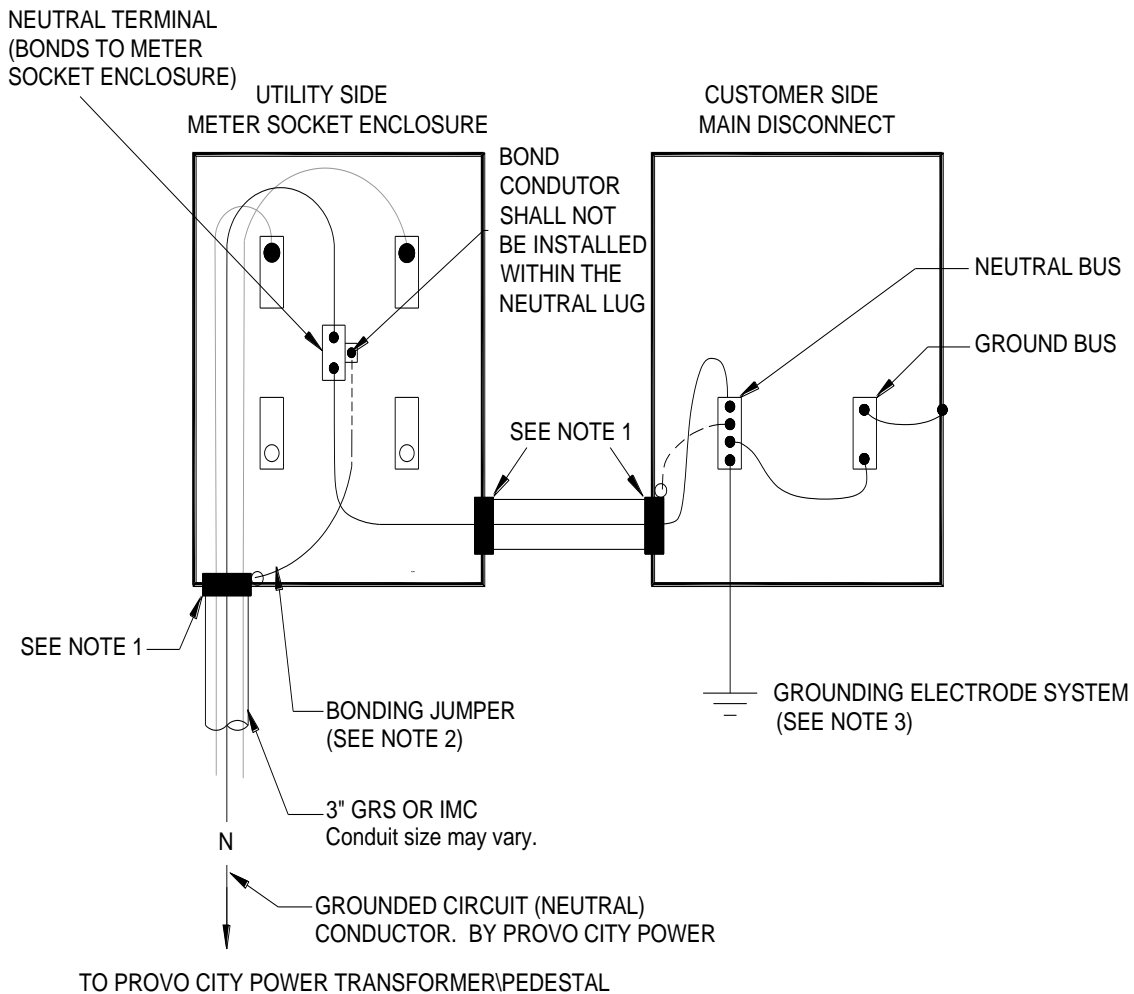 NEUTRAL TERMINAL
(BONDS TO METER
SOCKET ENCLOSURE)
UTILITY SIDE
METER SOCKET ENCLOSURE
CUSTOMER SIDE
MAIN DISCONNECT
BOND
CONDUTOR
SHALL NOT
BE INSTALLED
WITHIN THE
NEUTRAL LUG
NEUTRAL BUS
GROUND BUS
SEE NOTE 1
SEE NOTE 1
GROUNDING ELECTRODE SYSTEM
(SEE NOTE 3)
BONDING JUMPER
(SEE NOTE 2)
3" GRS OR IMC
Conduit size may vary.
N
GROUNDED CIRCUIT (NEUTRAL)
CONDUCTOR. BY PROVO CITY POWER
TO PROVO CITY POWER TRANSFORMER\PEDESTAL